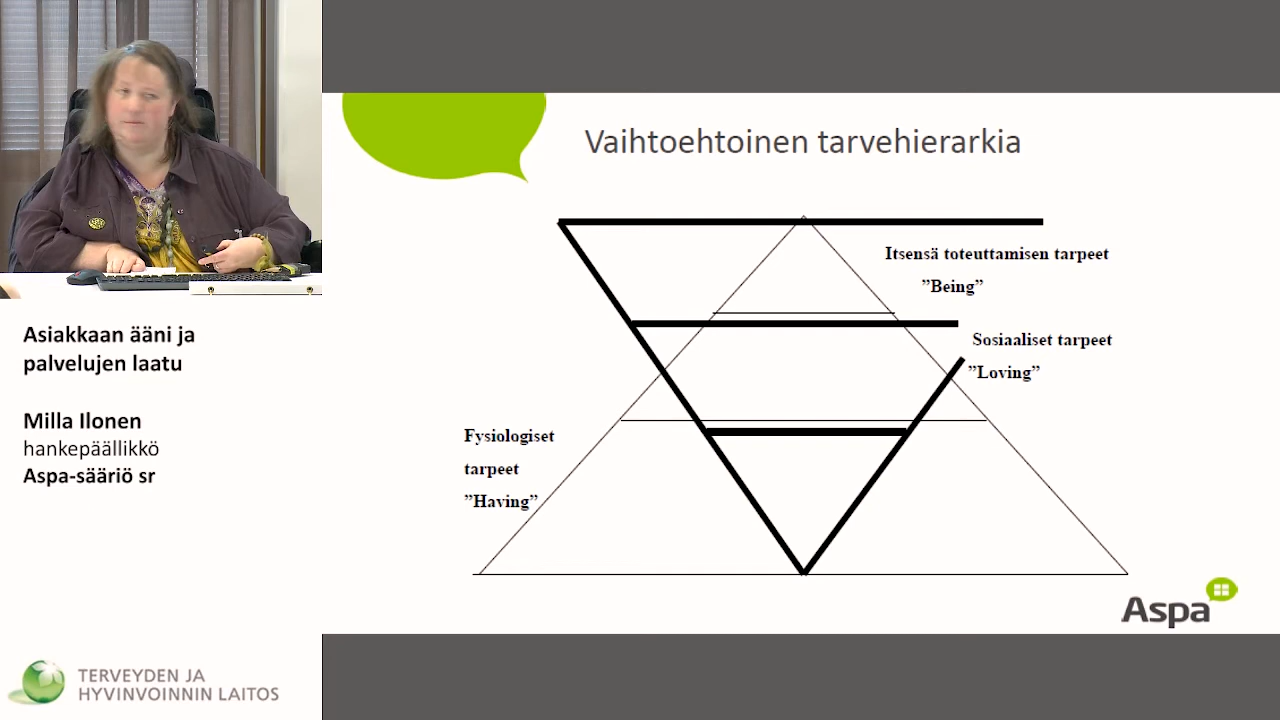 Vaihtoehtoinen tarvehierarkia
Itsensä toteuttamisen tarpeet
”Being”
Sosiaaliset tarpeet
”Loving”
Fysiologiset
tarpeet
”Having”
Aspa
Asiakkaan ääni ja
palvelujen laatu
Milla Ilonen
hankepäällikkö
Aspa-sääriö sr
TERVEYDEN JA
HYVINVOINNIN LAITOS